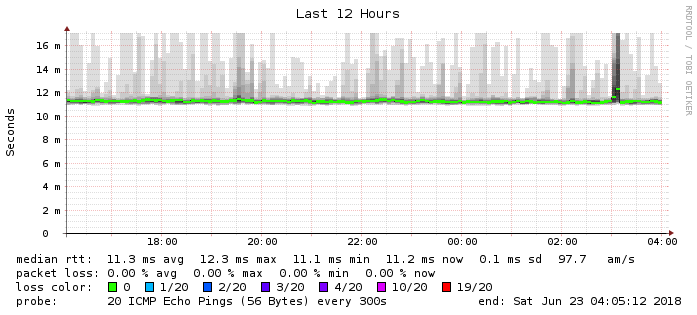 Last 12 Hours
RRDTOOL / TOBI OETIKER
Seconds
16 m
14 m
12 m
10 m
8 m
6 m
4 m
2 m
0
18:00 20:00 22:00 00:00 02:00 04:00
median rtt: 11.3 ms avg 12.3 ms max 11.1 ms min 11.2 ms now 0.1 ms sd 97.7 am/s
packet loss: 0.00 % avg 0.00 % max 0.00 % min 0.00 % now
loss color: 0 1/20 2/20 3/20 4/20 10/20 19/20
probe: 20 ICMP Echo Pings (56 Bytes) every 300s end: Sat Jun 23 04:05:12 2018